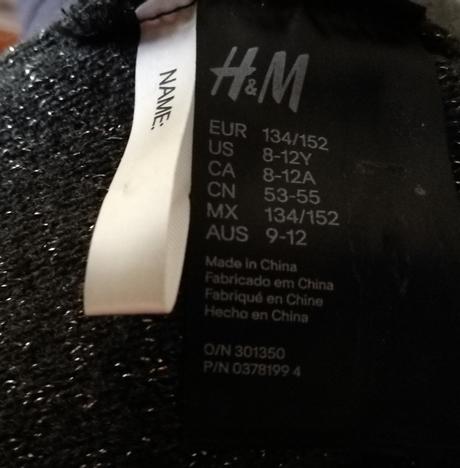 NAME:
H&M
EUR 134/152
US 8-12Y
CA 8-12A
CN 53-55
MX 134/152
AUS 9-12
Made in China
Fabricado em China
Fabriqué en Chine
Hecho en China
O/N 301350
P/N 0378199 4